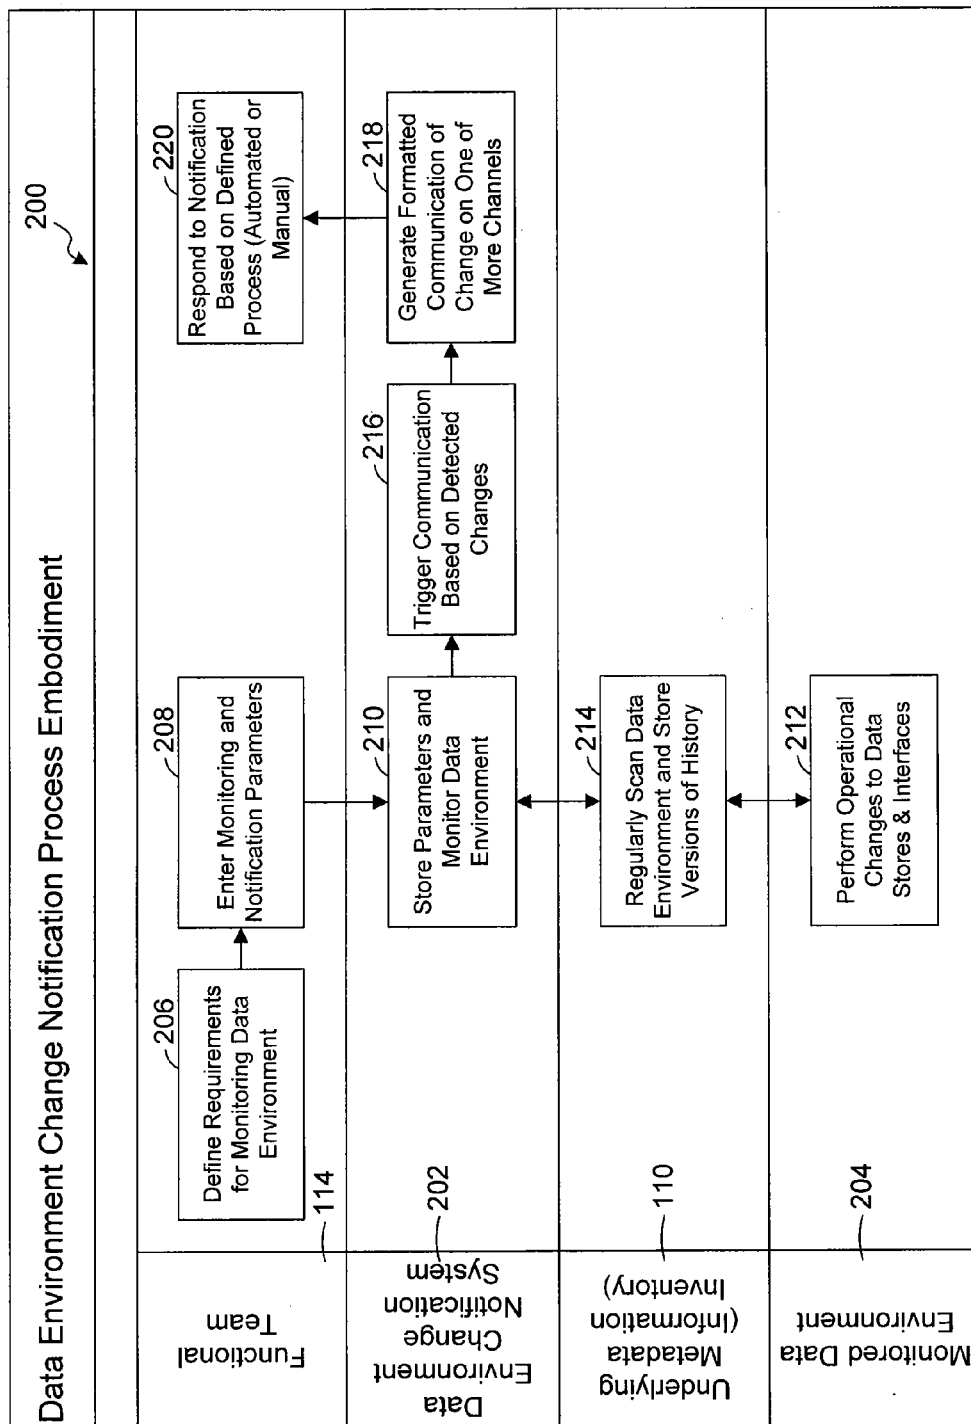 Data Environment Change Notification Process Embodiment
200
Functional
Team
114
206
Define Requirements
for Monitoring Data
Environment
208
Enter Monitoring and
Notification Parameters
220
Respond to Notification
Based on Defined
Process (Automated or
Manual)
Data
Environment
Change
Notification
System
202
210
Store Parameters and
Monitor Data
Environment
216
Trigger Communication
Based on Detected
Changes
218
Generate Formatted
Communication of
Change on One of
More Channels
Underlying
Metadata
(Information
Inventory)
110
214
Regularly Scan Data
Environment and Store
Versions of History
Monitored Data
Environment
204
212
Perform Operational
Changes to Data
Stores & Interfaces